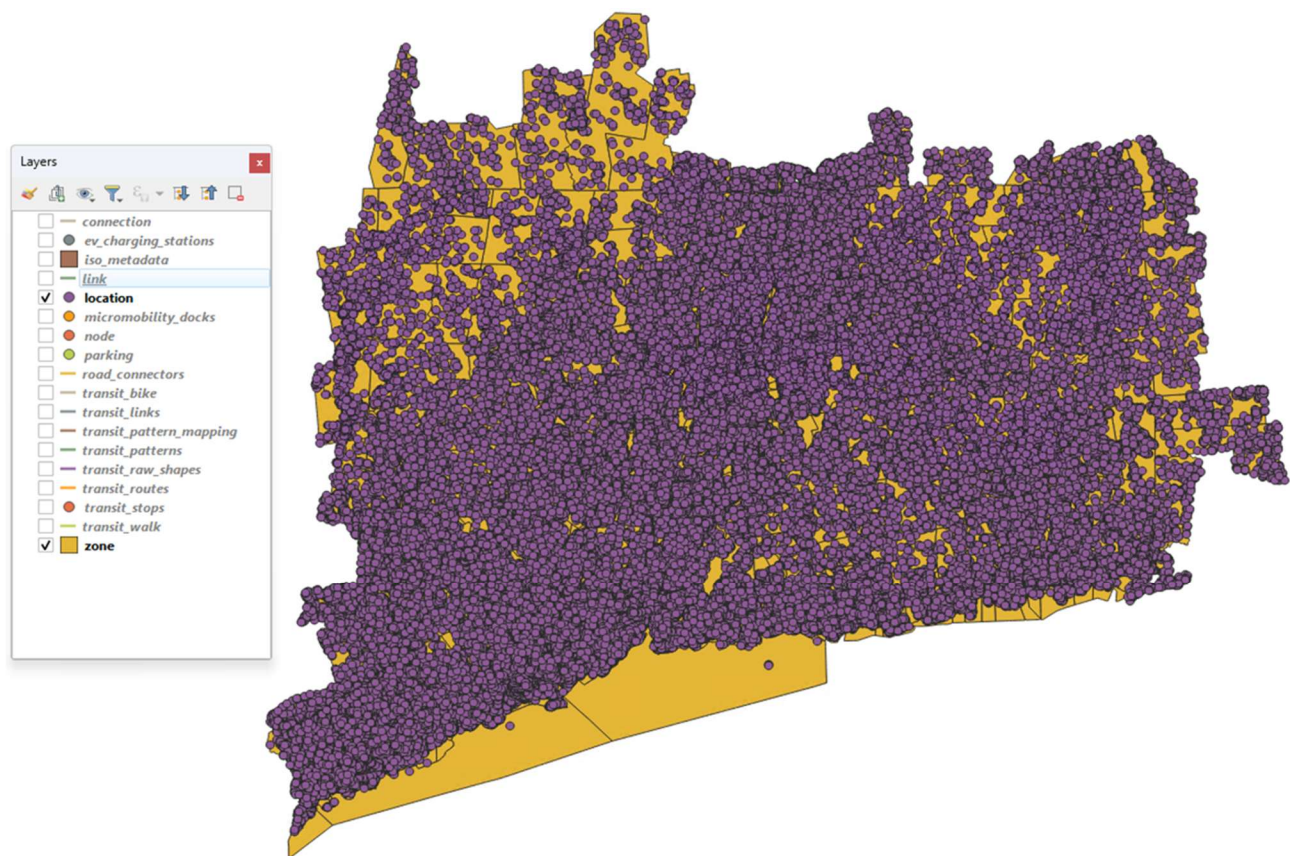 Layers
connection
ev_charging_stations
iso_metadata
link
location
micromobility_docks
node
parking
road_connectors
transit_bike
transit_links
transit_pattern_mapping
transit_patterns
transit_raw_shapes
transit_routes
transit_stops
transit_walk
zone